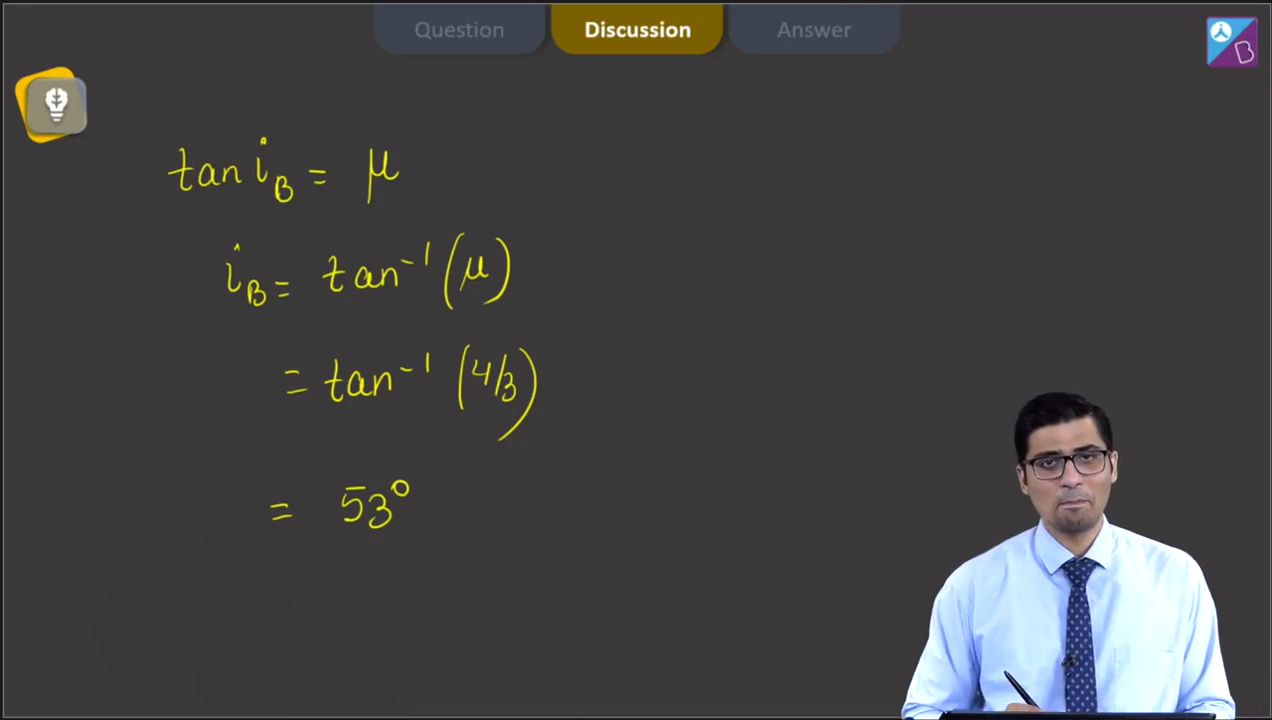 Question Discussion Answer
B
tan i_B = μ
i_B = tan⁻¹ (μ)
= tan⁻¹ (4/3)
= 53°